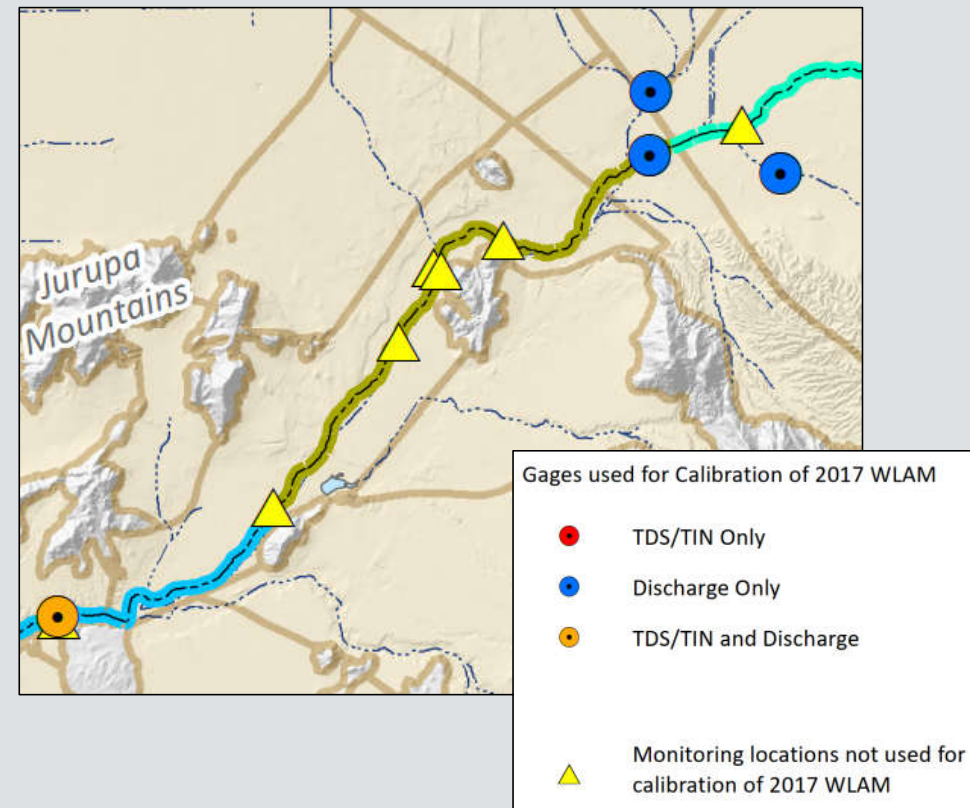 Jurupa
Mountains
Gages used for Calibration of 2017 WLAM
TDS/TIN Only
Discharge Only
TDS/TIN and Discharge
Monitoring locations not used for
calibration of 2017 WLAM